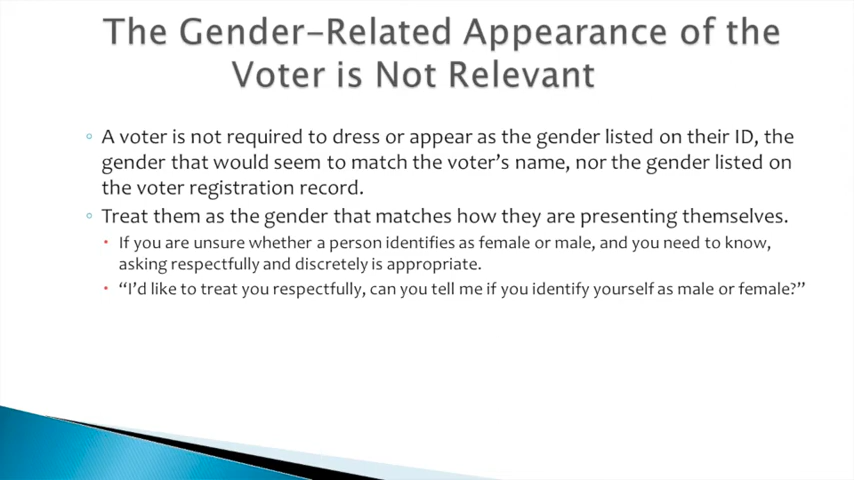 The Gender-Related Appearance of the
Voter is Not Relevant
A voter is not required to dress or appear as the gender listed on their ID, the
gender that would seem to match the voter's name, nor the gender listed on
the voter registration record.
Treat them as the gender that matches how they are presenting themselves.
If you are unsure whether a person identifies as female or male, and you need to know,
asking respectfully and discretely is appropriate.
“I'd like to treat you respectfully, can you tell me if you identify yourself as male or female?”